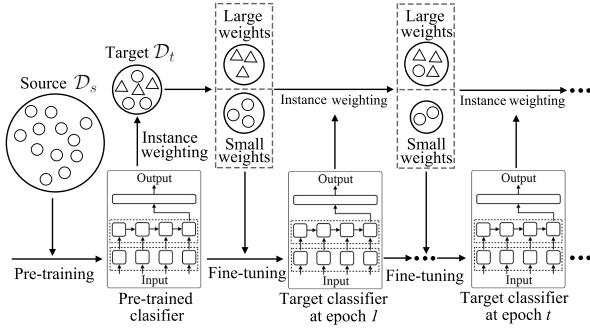 Large
weights
Large
weights
Target D_t
Source D_s
Instance weighting
Instance weighting
Instance
weighting
Small
weights
Small
weights
Output
Output
Output
Input
Input
Input
Pre-training
Fine-tuning
Fine-tuning
Pre-trained
clasifier
Target classifier
at epoch 1
Target classifier
at epoch t